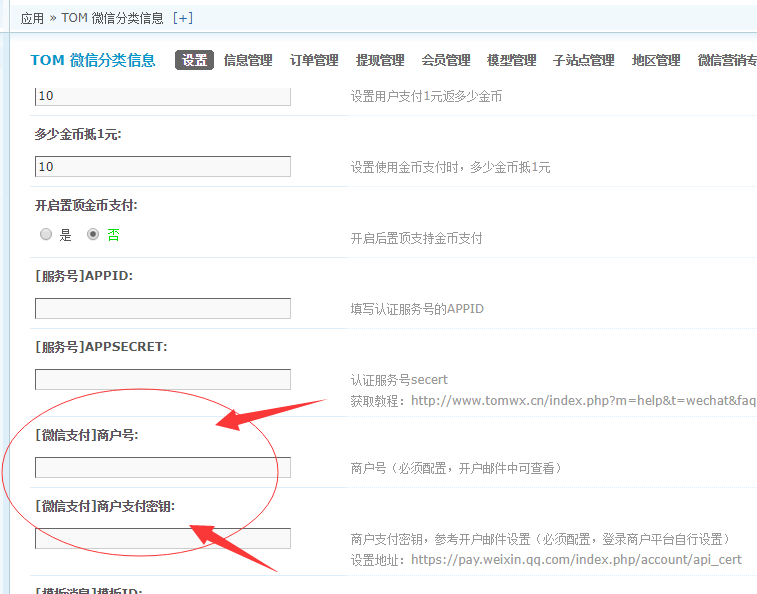 应用 » TOM 微信分类信息 [+]
TOM 微信分类信息 设置 信息管理 订单管理 提现管理 会员管理 模型管理 子站点管理 地区管理 微信营销专
10 设置用户支付1元返多少金币
多少金币抵1元:
10 设置使用金币支付时，多少金币抵1元
开启置顶金币支付:
是 否 开启后置顶支持金币支付
[服务号]APPID:
填写认证服务号的APPID
[服务号]APPSECRET:
认证服务号secert
获取教程：http://www.tomwx.cn/index.php?m=help&t=wechat&faq
[微信支付]商户号:
商户号（必须配置，开户邮件中可查看）
[微信支付]商户支付密钥:
商户支付密钥，参考开户邮件设置（必须配置，登录商户平台自行设置）
设置地址：https://pay.weixin.qq.com/index.php/account/api_cert
[模板消息]模板ID: